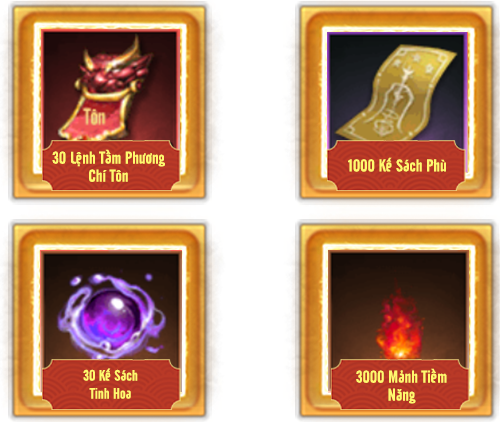 Tôn
30 Lệnh Tầm Phương
Chí Tôn
1000 Kế Sách Phù
30 Kế Sách
Tinh Hoa
3000 Mảnh Tiềm
Năng